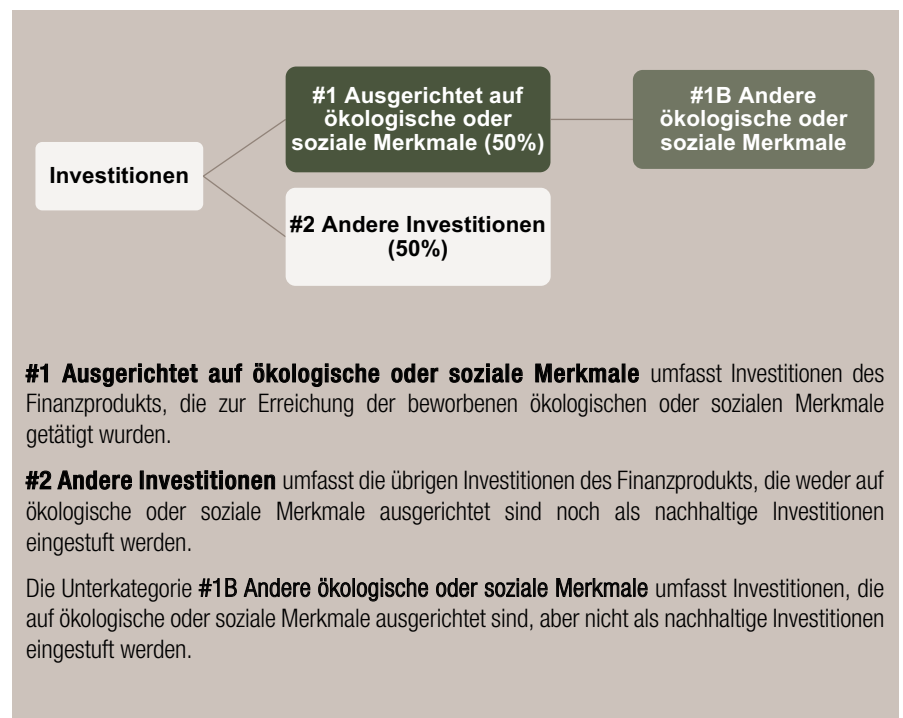 #1 Ausgerichtet auf
ökologische oder
soziale Merkmale (50%)
#1B Andere
ökologische oder
soziale Merkmale
Investitionen
#2 Andere Investitionen
(50%)
#1 Ausgerichtet auf ökologische oder soziale Merkmale umfasst Investitionen des
Finanzprodukts, die zur Erreichung der beworbenen ökologischen oder sozialen Merkmale
getätigt wurden.
#2 Andere Investitionen umfasst die übrigen Investitionen des Finanzprodukts, die weder auf
ökologische oder soziale Merkmale ausgerichtet sind noch als nachhaltige Investitionen
eingestuft werden.
Die Unterkategorie #1B Andere ökologische oder soziale Merkmale umfasst Investitionen, die
auf ökologische oder soziale Merkmale ausgerichtet sind, aber nicht als nachhaltige Investitionen
eingestuft werden.